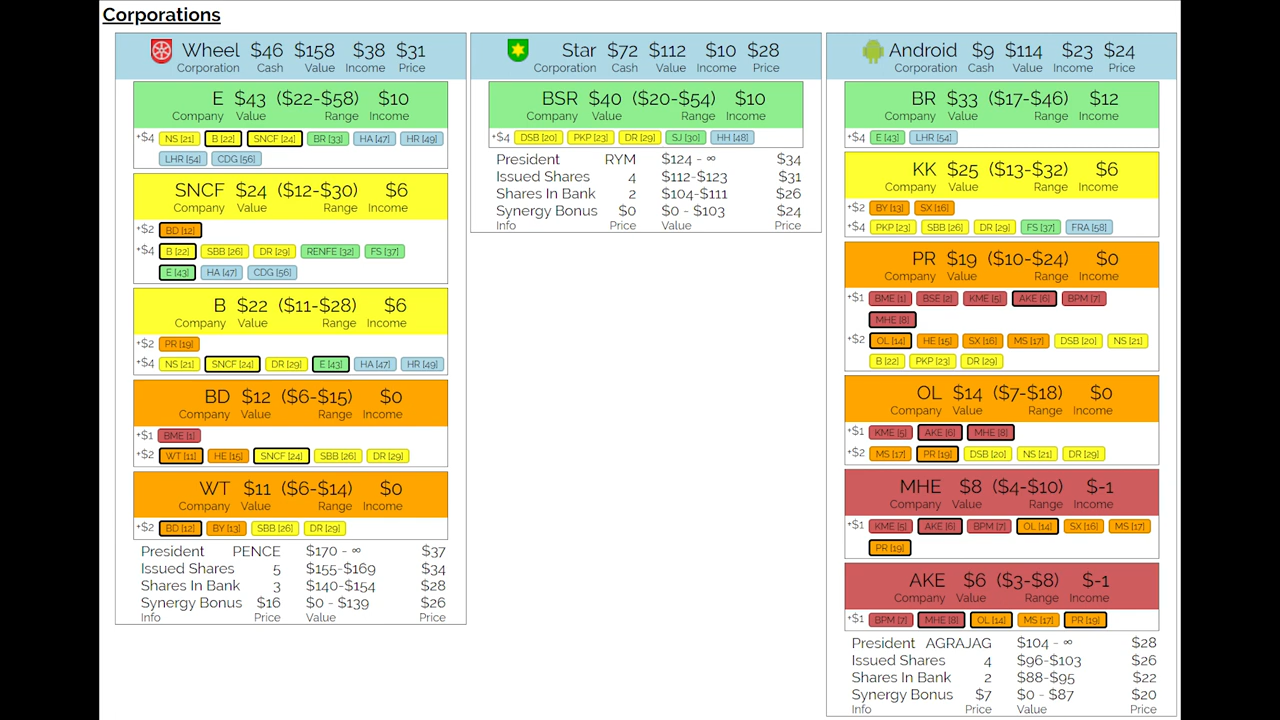 Corporations
Wheel $46 $158 $38 $31
Corporation Cash Value Income Price
E $43 ($22-$58) $10
Company Value Range Income
+$4 NS [21] B [22] SNCF [24] BR [33] HA [47] HR [49]
LHR [54] CDG [56]
SNCF $24 ($12-$30) $6
Company Value Range Income
+$2 BD [12]
+$4 B [22] SBB [26] DR [29] RENFE [32] FS [37]
E [43] HA [47] CDG [56]
B $22 ($11-$28) $6
Company Value Range Income
+$2 PR [19]
+$4 NS [21] SNCF [24] DR [29] E [43] HA [47] HR [49]
BD $12 ($6-$15) $0
Company Value Range Income
+$1 BME [1]
+$2 WT [11] HE [15] SNCF [24] SBB [26] DR [29]
WT $11 ($6-$14) $0
Company Value Range Income
+$2 BD [12] BY [13] SBB [26] DR [29]
President PENCE $170 - ∞ $37
Issued Shares 5 $155-$169 $34
Shares In Bank 3 $140-$154 $28
Synergy Bonus $16 $0 - $139 $26
Info Price Value Price
Star $72 $112 $10 $28
Corporation Cash Value Income Price
BSR $40 ($20-$54) $10
Company Value Range Income
+$4 DSB [20] PKP [23] DR [29] SJ [30] HH [48]
President RYM $124 - ∞ $34
Issued Shares 4 $112-$123 $31
Shares In Bank 2 $104-$111 $26
Synergy Bonus $0 $0 - $103 $24
Info Price Value Price
Android $9 $114 $23 $24
Corporation Cash Value Income Price
BR $33 ($17-$46) $12
Company Value Range Income
+$4 E [43] LHR [54]
KK $25 ($13-$32) $6
Company Value Range Income
+$2 BY [13] SX [16]
+$4 PKP [23] SBB [26] DR [29] FS [37] FRA [58]
PR $19 ($10-$24) $0
Company Value Range Income
+$1 BME [1] BSE [2] KME [5] AKE [6] BPM [7]
MHE [8]
+$2 OL [14] HE [15] SX [16] MS [17] DSB [20] NS [21]
B [22] PKP [23] DR [29]
OL $14 ($7-$18) $0
Company Value Range Income
+$1 KME [5] AKE [6] MHE [8]
+$2 MS [17] PR [19] DSB [20] NS [21] DR [29]
MHE $8 ($4-$10) $-1
Company Value Range Income
+$1 KME [5] AKE [6] BPM [7] OL [14] SX [16] MS [17]
PR [19]
AKE $6 ($3-$8) $-1
Company Value Range Income
+$1 BPM [7] MHE [8] OL [14] MS [17] PR [19]
President AGRAJAG $104 - ∞ $28
Issued Shares 4 $96-$103 $26
Shares In Bank 2 $88-$95 $22
Synergy Bonus $7 $0 - $87 $20
Info Price Value Price